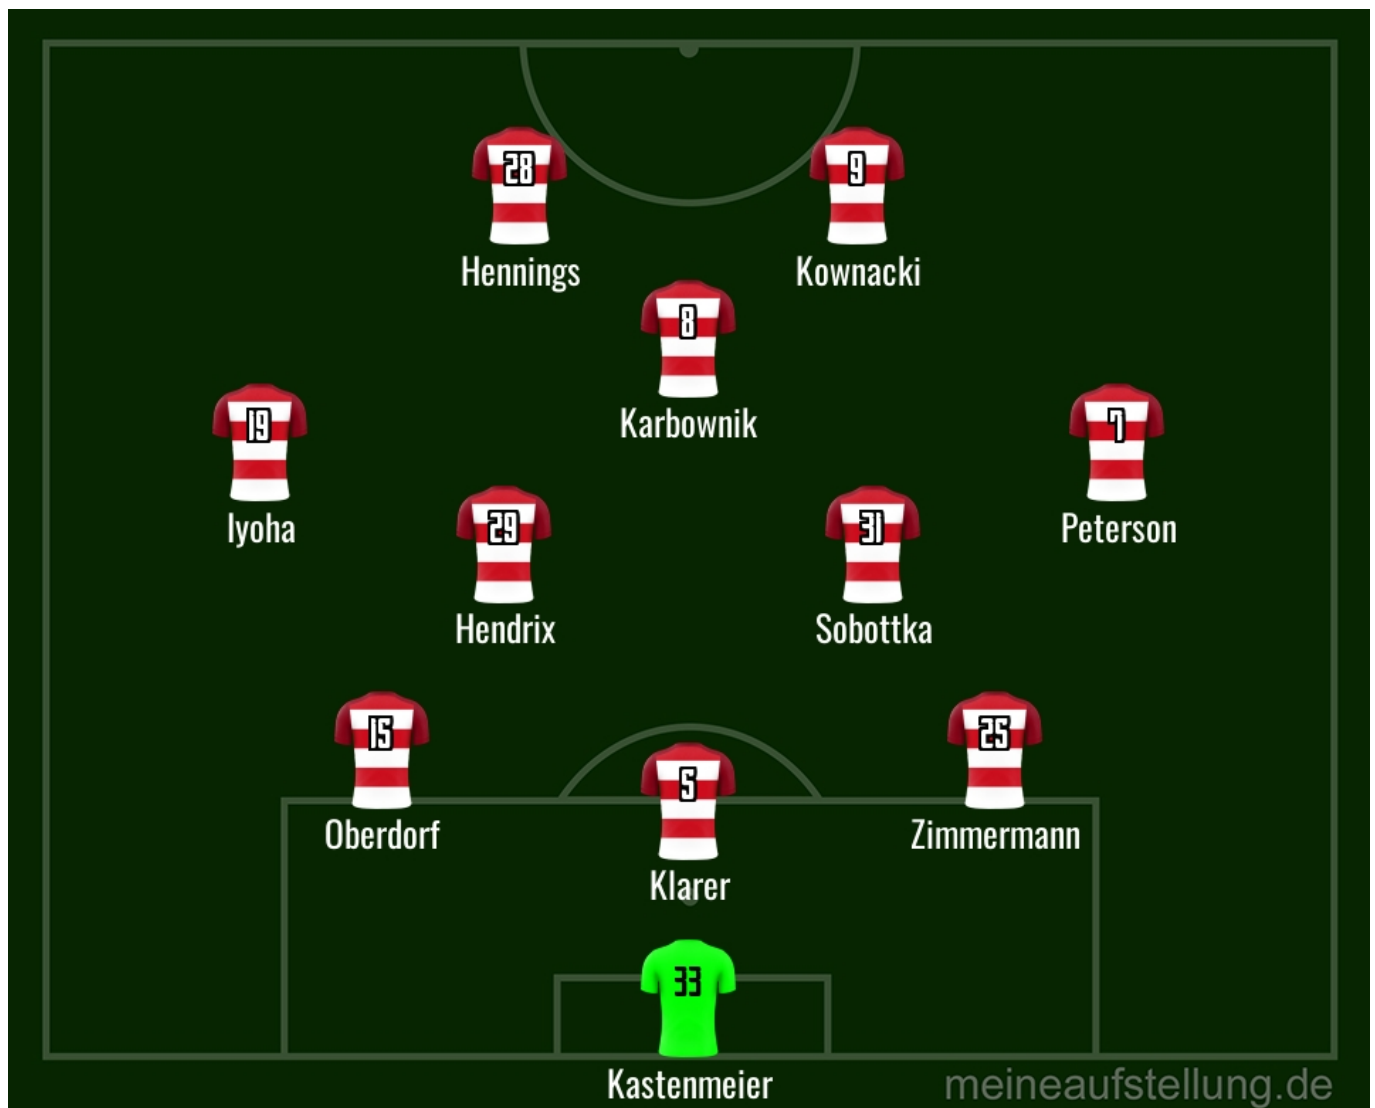 28
9
Hennings
Kownacki
8
Karbownik
19
7
Iyoha
Peterson
29
31
Hendrix
Sobottka
15
25
5
Oberdorf
Zimmermann
Klarer
33
Kastenmeier
meineaufstellung.de